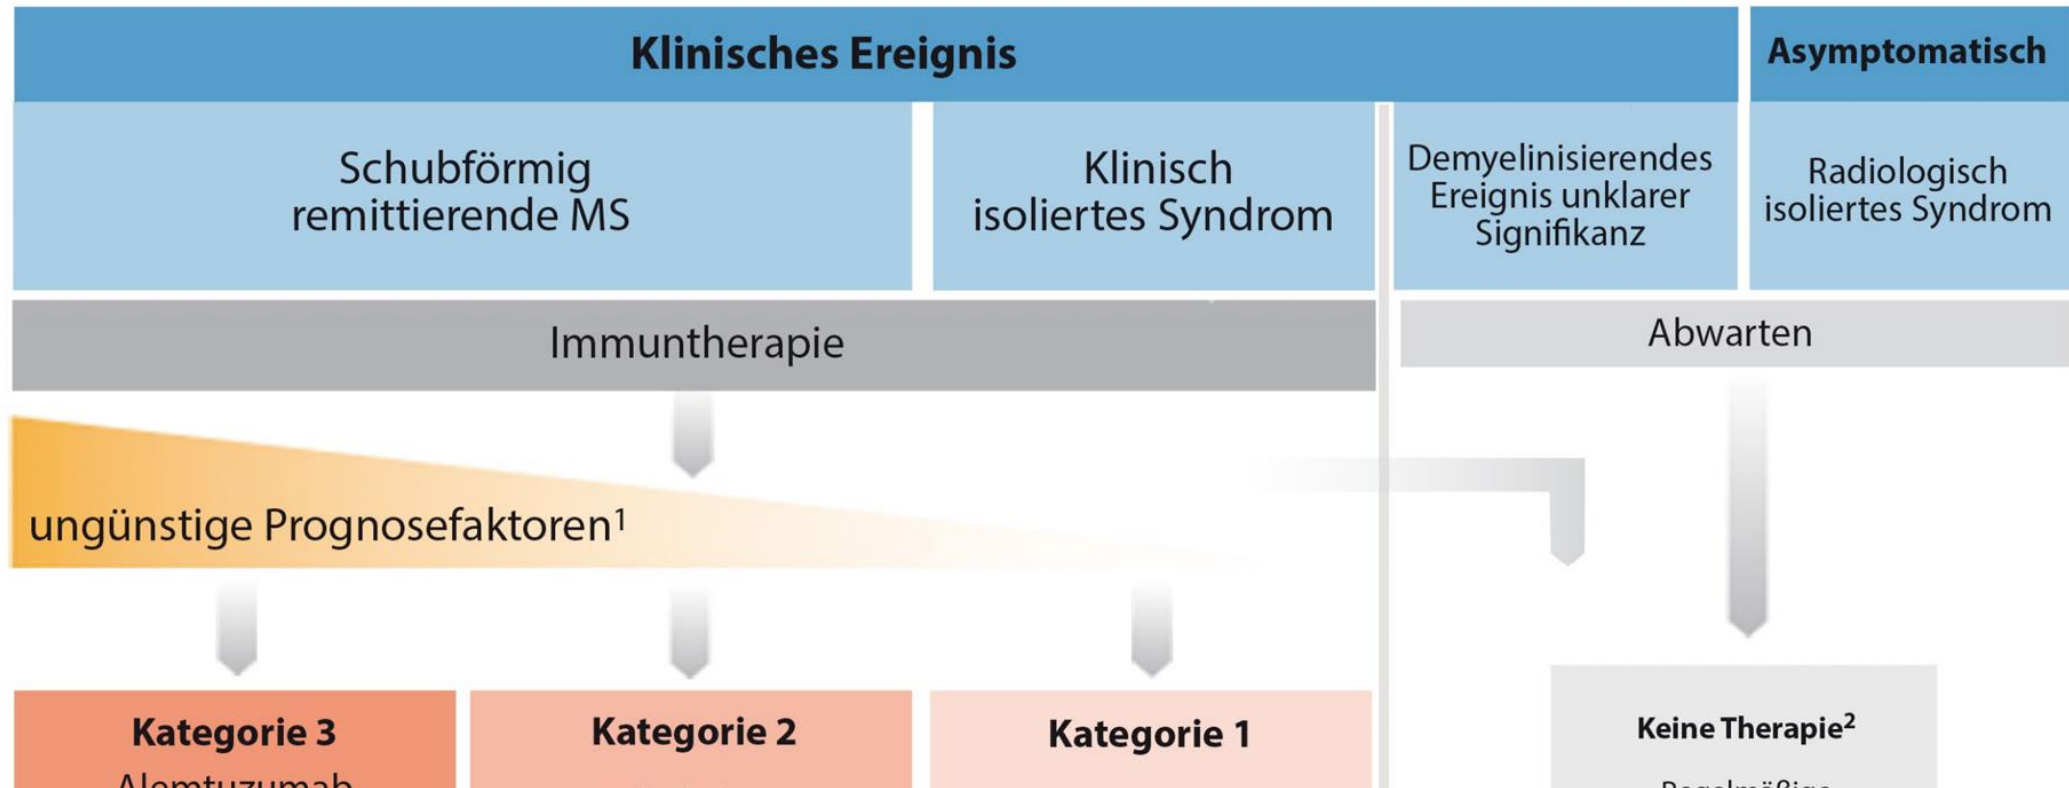 Klinisches Ereignis
Asymptomatisch
Schubförmig
remittierende MS
Klinisch
isoliertes Syndrom
Demyelinisierendes
Ereignis unklarer
Signifikanz
Radiologisch
isoliertes Syndrom
Immuntherapie
Abwarten
ungünstige Prognosefaktoren¹
Kategorie 3
Alemtuzumab
Kategorie 2
Kategorie 1
Keine Therapie²
Regelmäßige